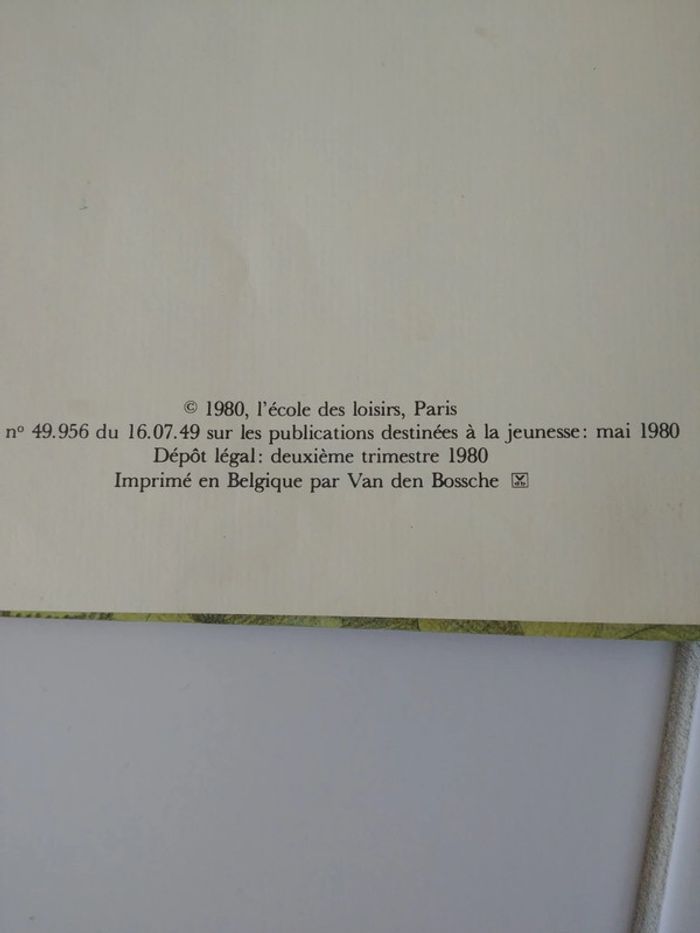 © 1980, l'école des loisirs, Paris
nº 49.956 du 16.07.49 sur les publications destinées à la jeunesse: mai 1980
Dépôt légal: deuxième trimestre 1980
Imprimé en Belgique par Van den Bossche